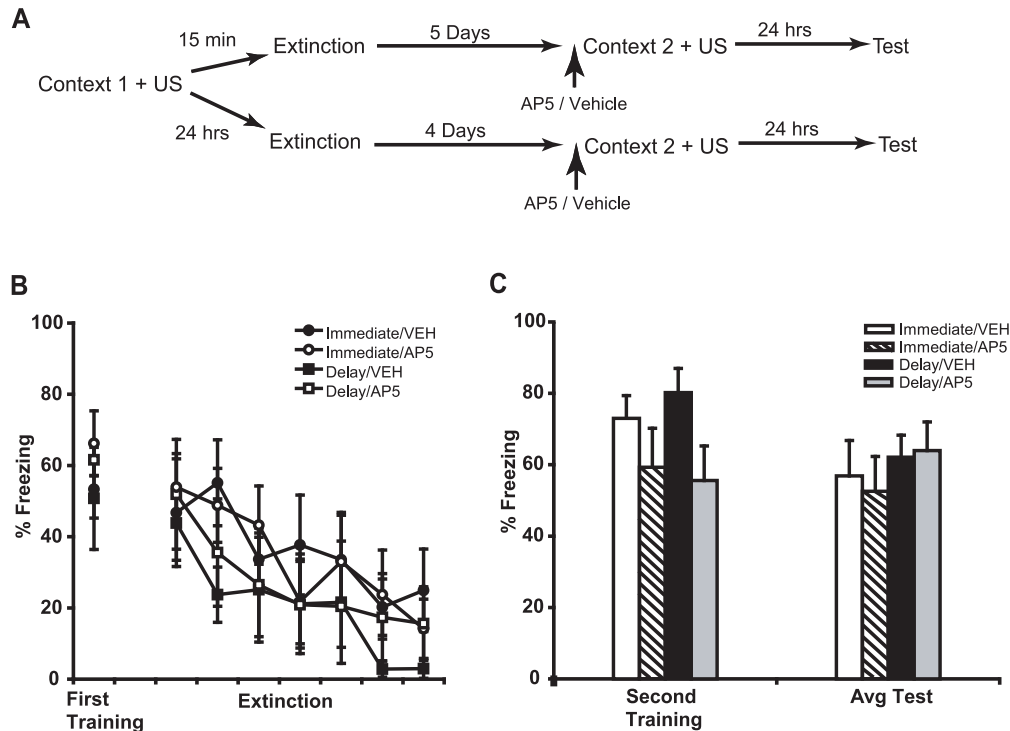 A
15 min
Extinction
5 Days
Context 2 + US
24 hrs
Test
Context 1 + US
AP5 / Vehicle
24 hrs
Extinction
4 Days
Context 2 + US
24 hrs
Test
AP5 / Vehicle
B
100
80
60
40
20
0
% Freezing
Immediate/VEH
Immediate/AP5
Delay/VEH
Delay/AP5
First
Training
Extinction
C
100
80
60
40
20
0
% Freezing
Immediate/VEH
Immediate/AP5
Delay/VEH
Delay/AP5
Second
Training
Avg Test